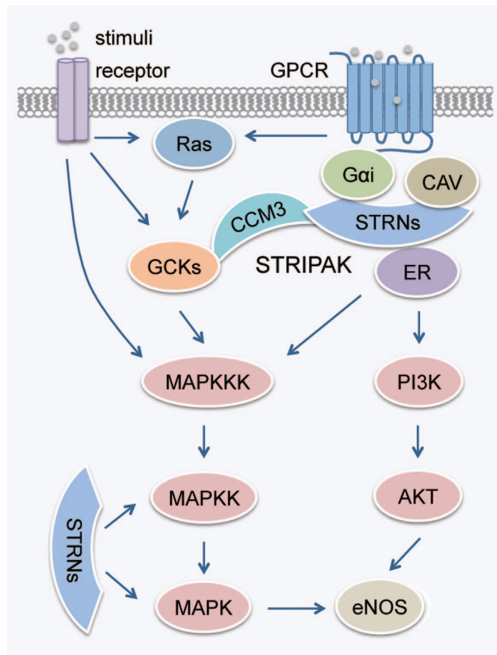 stimuli
receptor
GPCR
Ras
Gαi
CAV
CCM3
STRNs
GCKs
STRIPAK
ER
MAPKKK
PI3K
MAPKK
AKT
STRNs
MAPK
eNOS